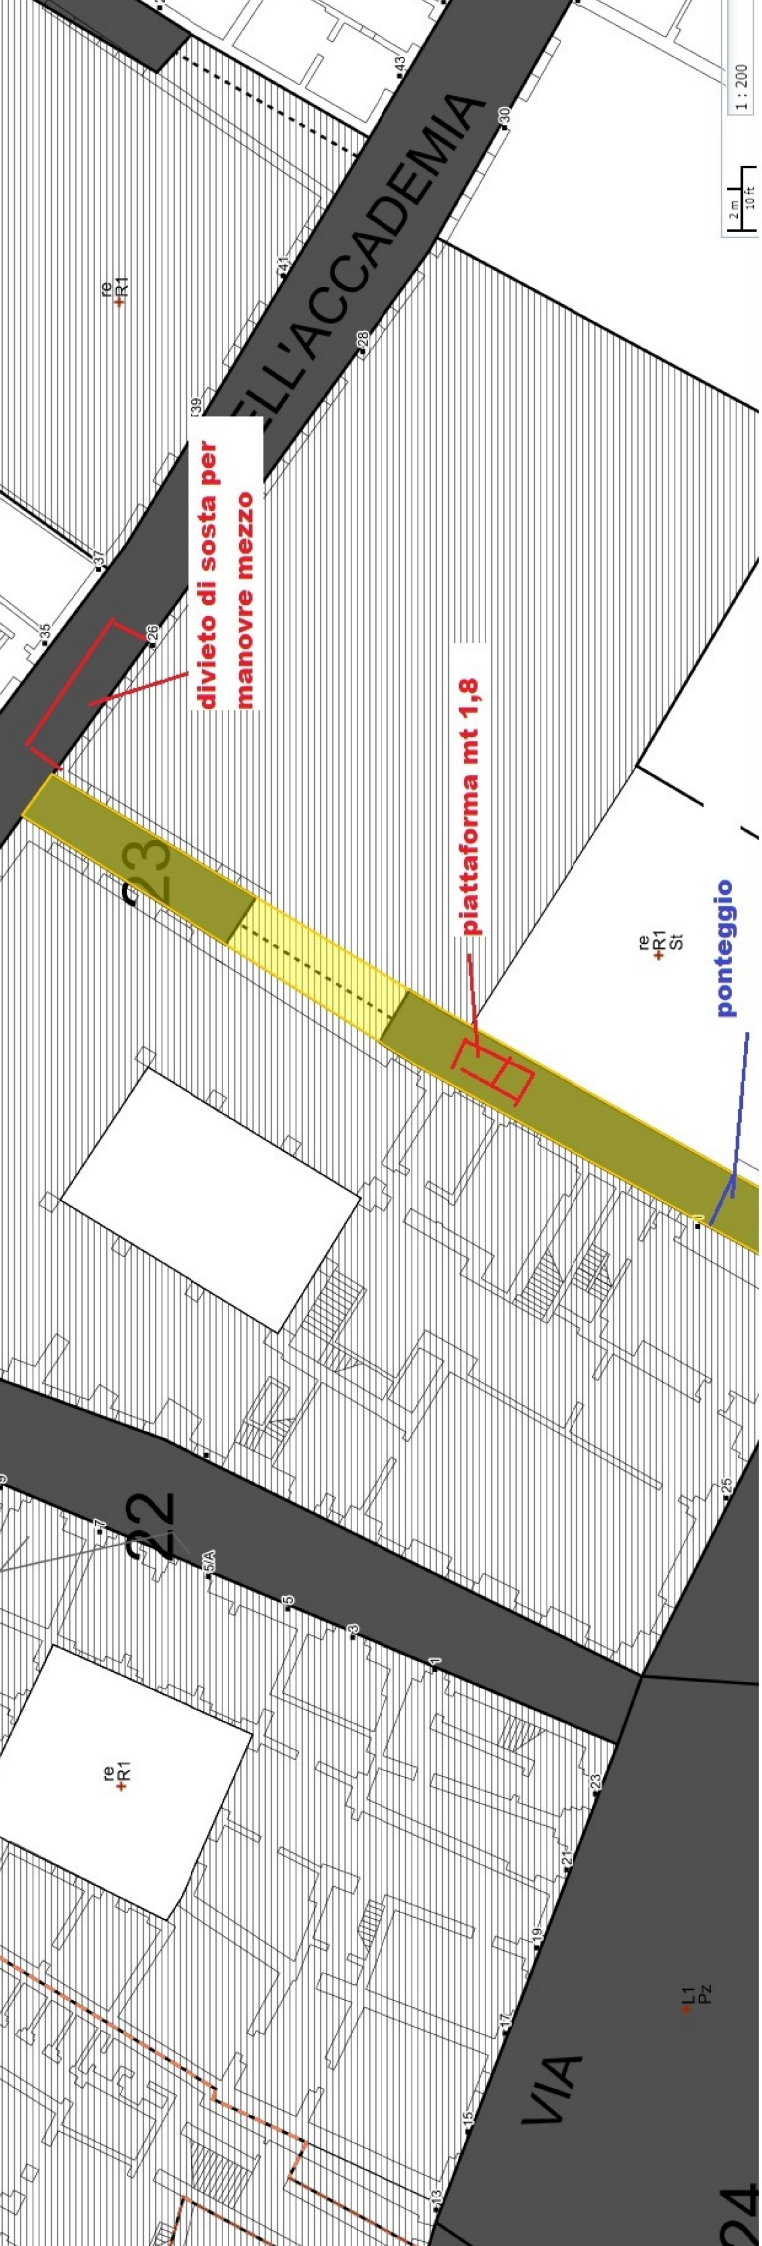 1 : 200
2 m
10 ft
43
30
ELL'ACCADEMIA
41
28
39
re
R1
37
35
26
divieto di sosta per
manovre mezzo
piattaforma mt 1,8
23
re
R1
St
ponteggio
1
25
22
7
5/A
5
3
1
re
R1
23
21
19
17
15
13
L1
Pz
VIA
24